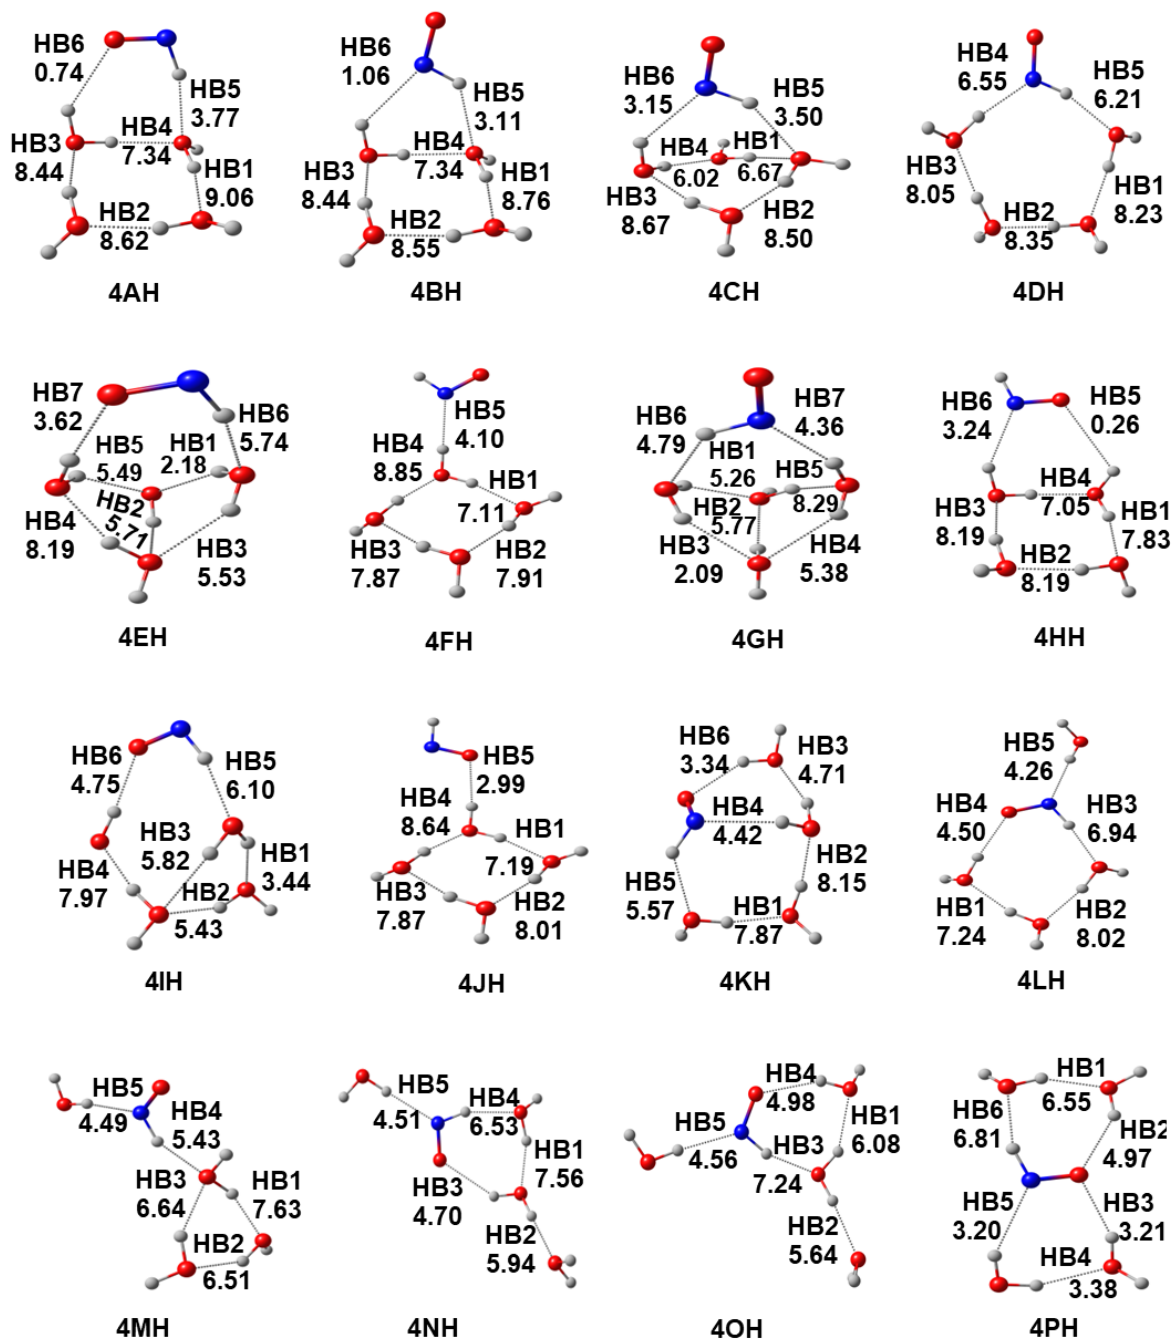 HB6
0.74
HB5
3.77
HB3
8.44
HB4
7.34
HB1
9.06
HB2
8.62
4AH
HB6
1.06
HB5
3.11
HB3
8.44
HB4
7.34
HB1
8.76
HB2
8.55
4BH
HB6
3.15
HB5
3.50
HB4
6.02
HB1
6.67
HB3
8.67
HB2
8.50
4CH
HB4
6.55
HB5
6.21
HB3
8.05
HB1
8.23
HB2
8.35
4DH
HB7
3.62
HB6
5.74
HB5
5.49
HB1
2.18
HB2
5.71
HB4
8.19
HB3
5.53
4EH
HB5
4.10
HB4
8.85
HB1
7.11
HB3
7.87
HB2
7.91
4FH
HB6
4.79
HB7
4.36
HB1
5.26
HB5
8.29
HB2
5.77
HB3
2.09
HB4
5.38
4GH
HB6
3.24
HB5
0.26
HB3
8.19
HB4
7.05
HB1
7.83
HB2
8.19
4HH
HB6
4.75
HB5
6.10
HB3
5.82
HB4
7.97
HB1
3.44
HB2
5.43
4IH
HB5
2.99
HB4
8.64
HB1
7.19
HB3
7.87
HB2
8.01
4JH
HB6
3.34
HB3
4.71
HB4
4.42
HB5
5.57
HB2
8.15
HB1
7.87
4KH
HB5
4.26
HB4
4.50
HB3
6.94
HB1
7.24
HB2
8.02
4LH
HB5
4.49
HB4
5.43
HB3
6.64
HB1
7.63
HB2
6.51
4MH
HB5
4.51
HB4
6.53
HB1
7.56
HB3
4.70
HB2
5.94
4NH
HB4
4.98
HB5
4.56
HB1
6.08
HB3
7.24
HB2
5.64
4OH
HB1
6.55
HB6
6.81
HB2
4.97
HB5
3.20
HB3
3.21
HB4
3.38
4PH